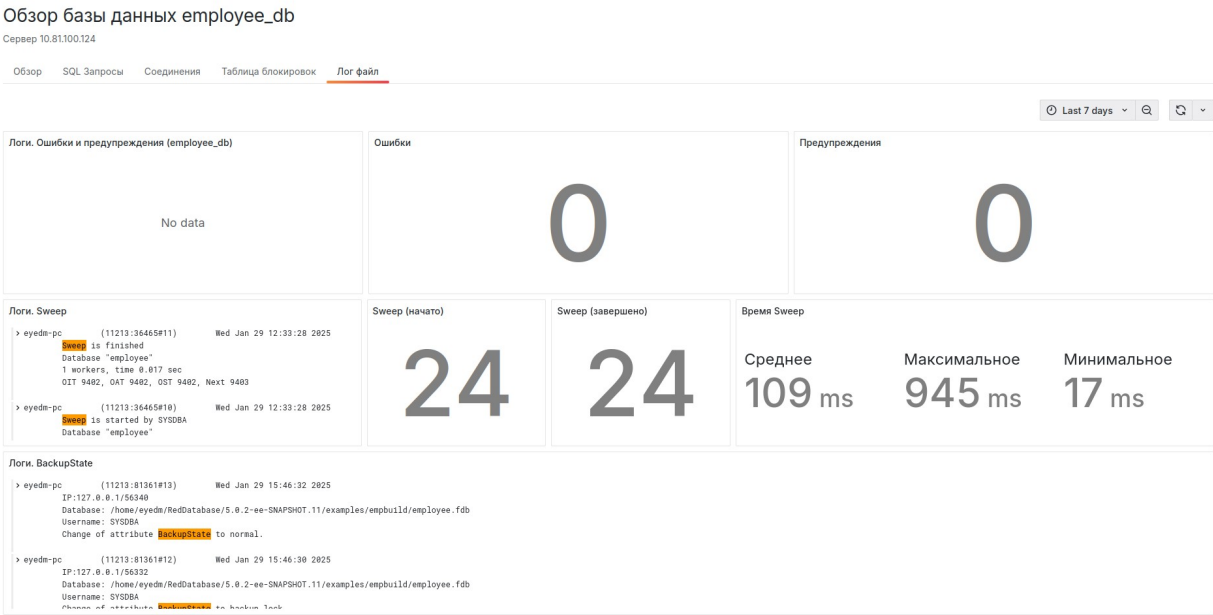 Обзор базы данных employee_db
Сервер 10.81.100.124
Обзор SQL Запросы Соединения Таблица блокировок Лог файл
Last 7 days
Логи. Ошибки и предупреждения (employee_db)
No data
Ошибки
0
Предупреждения
0
Логи. Sweep
> eyedm-pc (11213:36465#11) Wed Jan 29 12:33:28 2025
Sweep is finished
Database "employee"
1 workers, time 0.017 sec
OIT 9402, OAT 9402, OST 9402, Next 9403
> eyedm-pc (11213:36465#10) Wed Jan 29 12:33:28 2025
Sweep is started by SYSDBA
Database "employee"
Sweep (начато)
24
Sweep (завершено)
24
Время Sweep
Среднее Максимальное Минимальное
109 ms 945 ms 17 ms
Логи. BackupState
> eyedm-pc (11213:81361#13) Wed Jan 29 15:46:32 2025
IP:127.0.0.1/56340
Database: /home/eyedm/RedDatabase/5.0.2-ee-SNAPSHOT.11/examples/empbuild/employee.fdb
Username: SYSDBA
Change of attribute BackupState to normal.
> eyedm-pc (11213:81361#12) Wed Jan 29 15:46:30 2025
IP:127.0.0.1/56332
Database: /home/eyedm/RedDatabase/5.0.2-ee-SNAPSHOT.11/examples/empbuild/employee.fdb
Username: SYSDBA
Change of attribute BackupState to backup lock